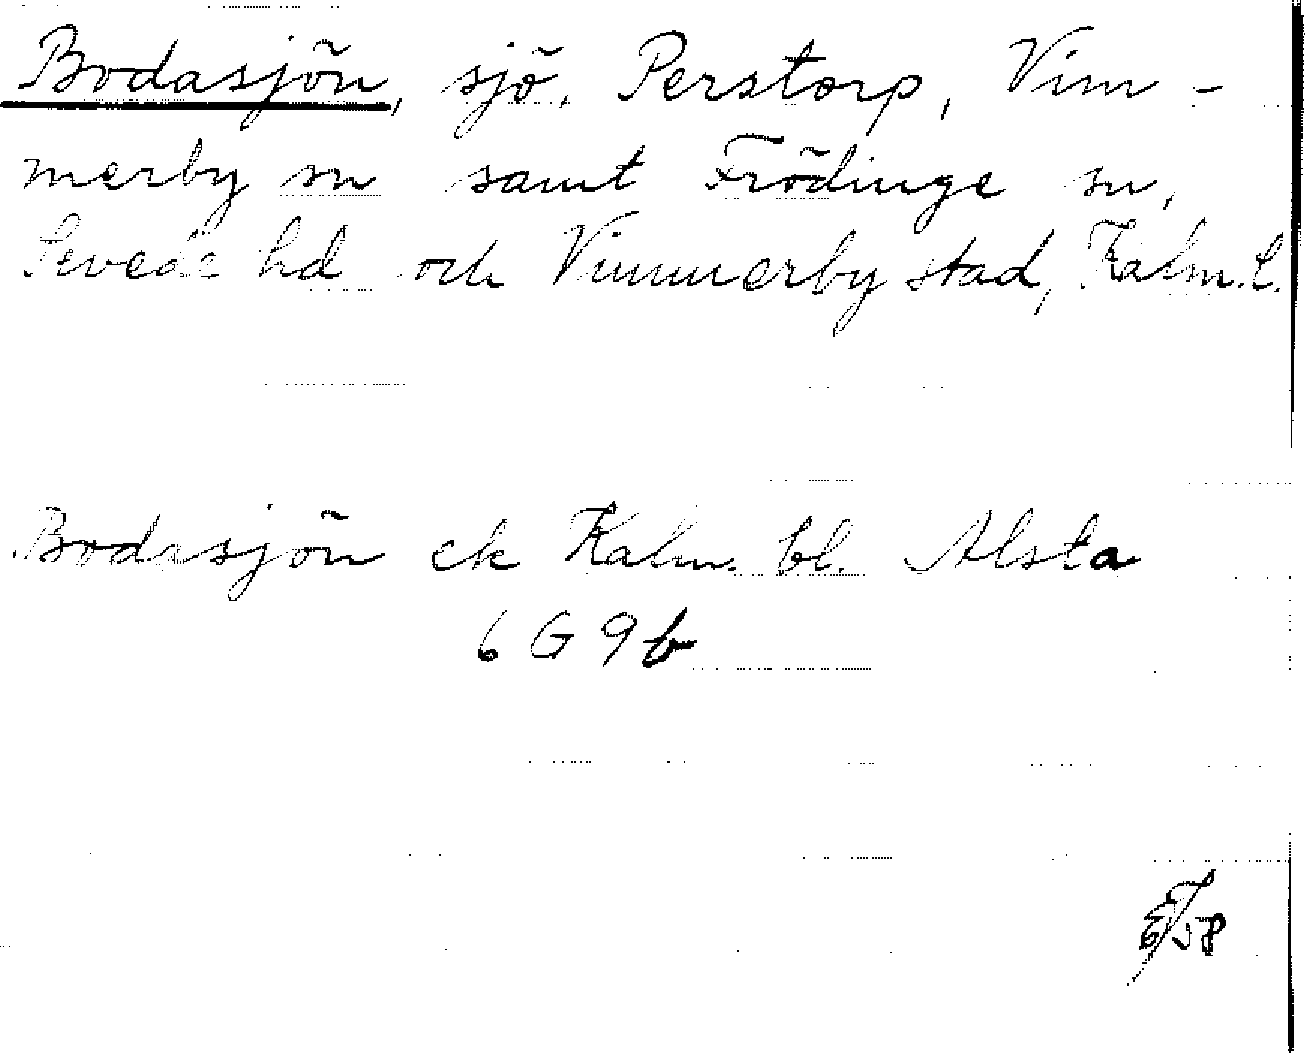 Bodasjön, sjö, Perstorp, Vim-
merby sn samt Frödinge sn,
Sevede hd och Vimmerby stad, Kalm. l.
Bodasjön ek Kalm. bl. Alsta
6 G 9 b